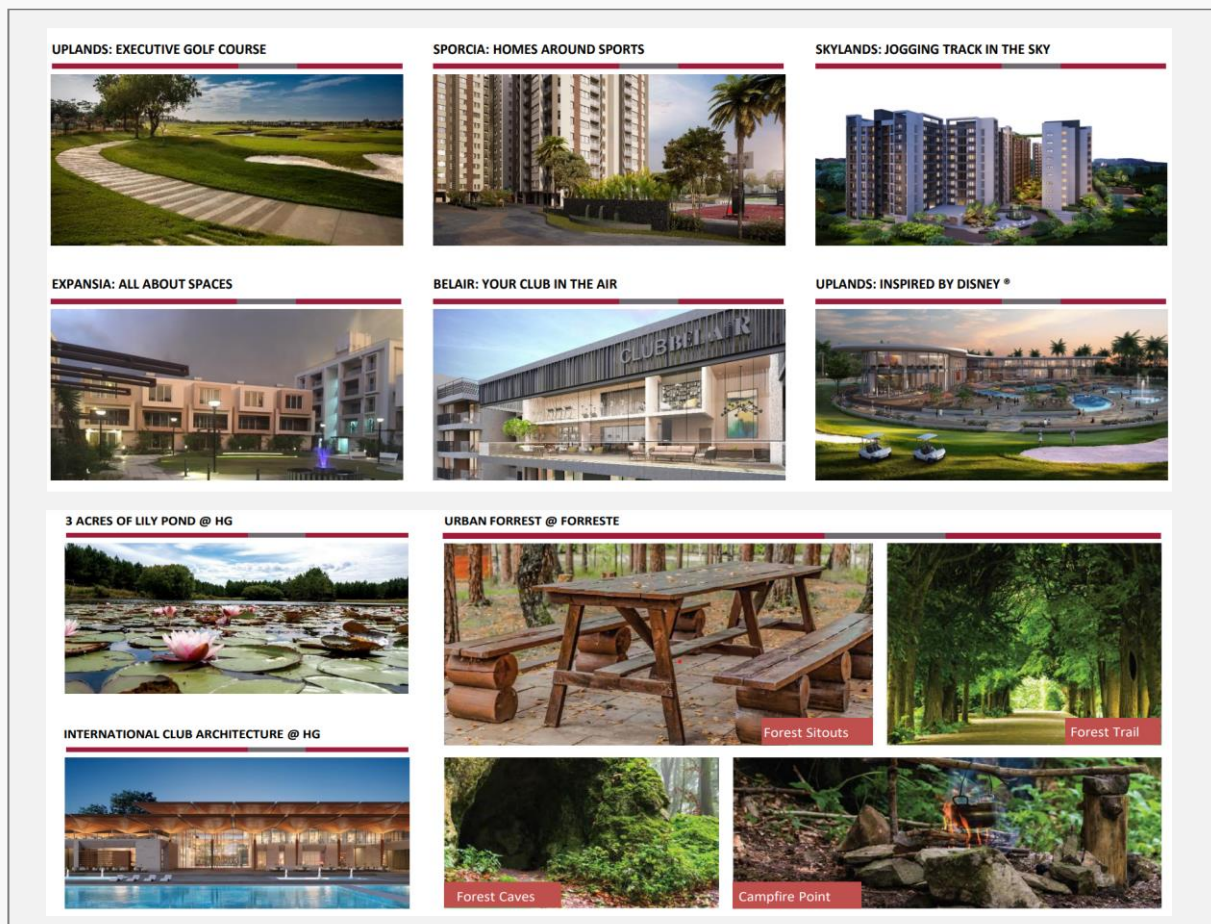 UPLANDS: EXECUTIVE GOLF COURSE
SPORCIA: HOMES AROUND SPORTS
SKYLANDS: JOGGING TRACK IN THE SKY
EXPANSIA: ALL ABOUT SPACES
BELAIR: YOUR CLUB IN THE AIR
UPLANDS: INSPIRED BY DISNEY ®
CLUB BELAIR
3 ACRES OF LILY POND @ HG
URBAN FORREST @ FORRESTE
Forest Sitouts
Forest Trail
INTERNATIONAL CLUB ARCHITECTURE @ HG
Forest Caves
Campfire Point